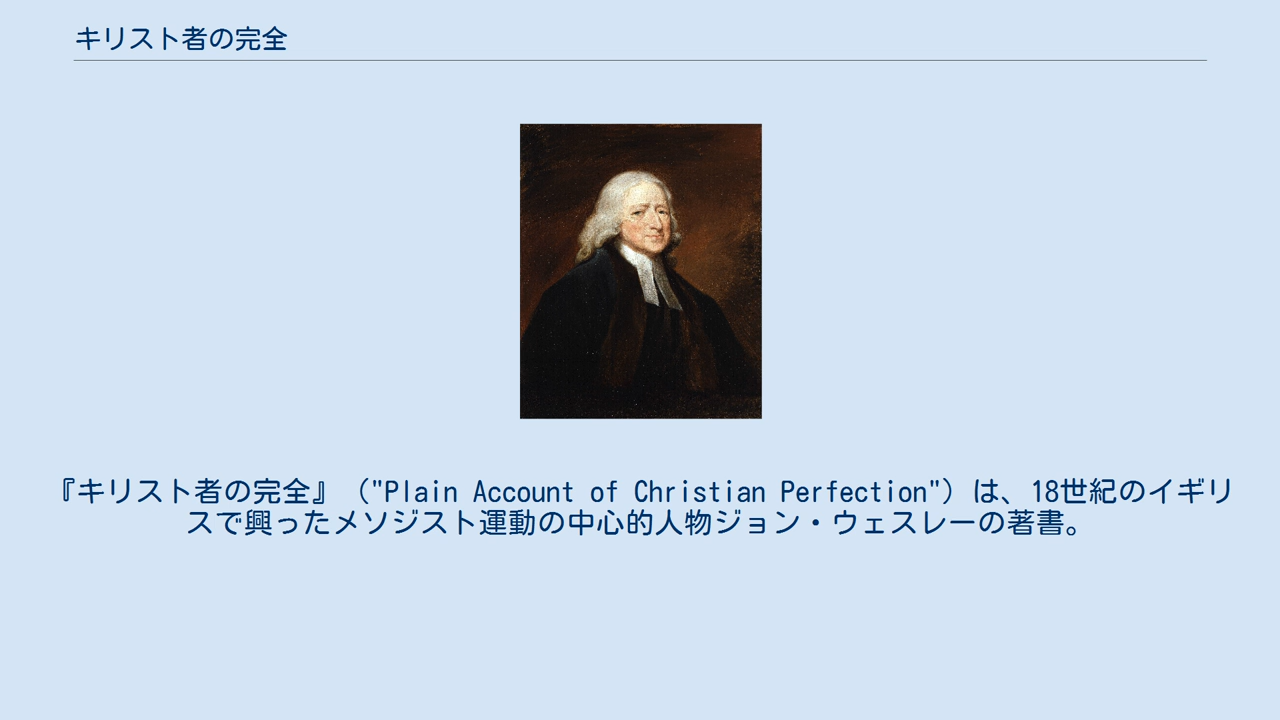 キリスト者の完全
『キリスト者の完全』（"Plain Account of Christian Perfection"）は、18世紀のイギリ
スで興ったメソジスト運動の中心的人物ジョン・ウェスレーの著書。